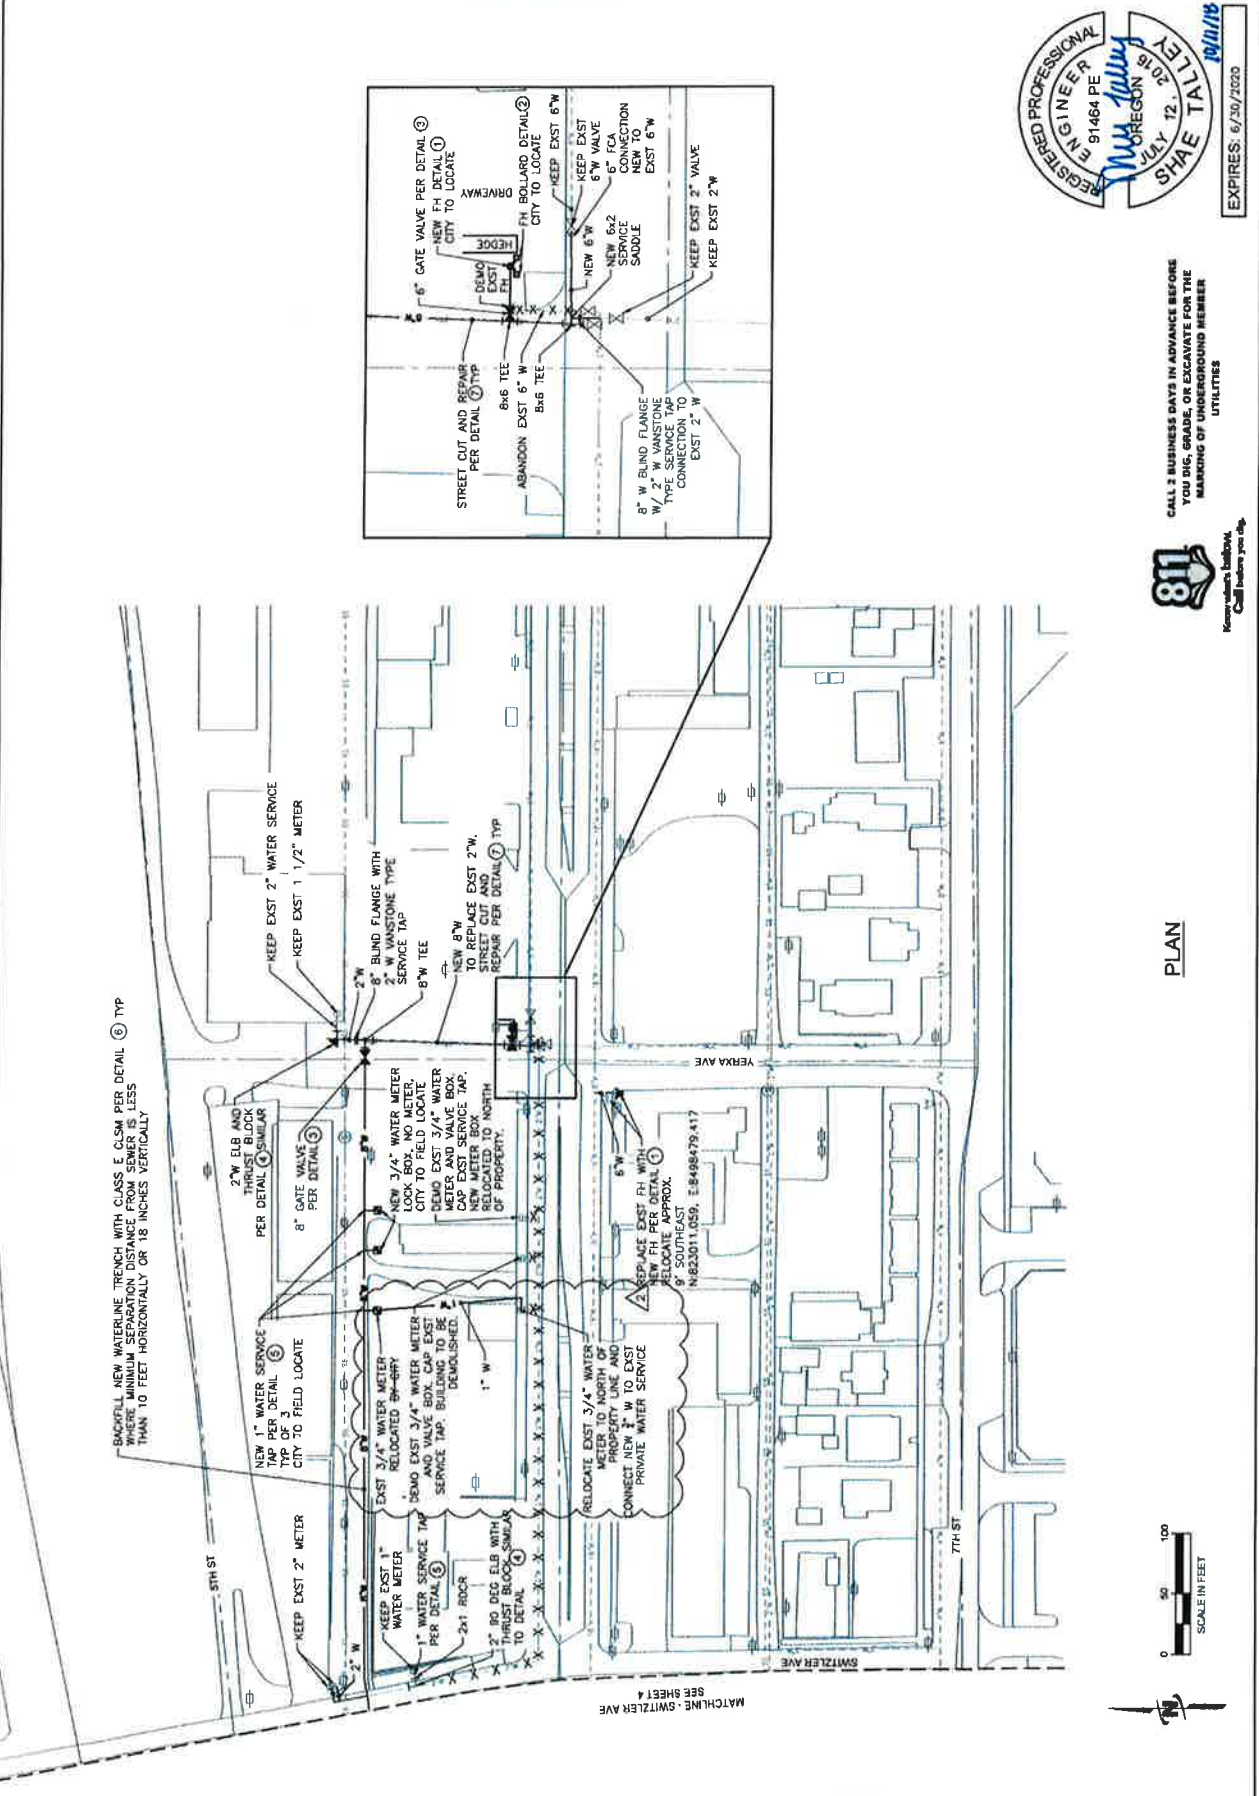 BACKFILL NEW WATERLINE TRENCH WITH CLASS E CLSM PER DETAIL 6 TYP
WHERE MINIMUM SEPARATION DISTANCE FROM SEWER IS LESS
THAN 10 FEET HORIZONTALLY OR 18 INCHES VERTICALLY
5TH ST
KEEP EXST 2" METER
2" W
NEW 1" WATER SERVICE
TAP PER DETAIL 5
TYP OF 3
CITY TO FIELD LOCATE
2"W ELB AND
THRUST BLOCK
PER DETAIL 4 SIMILAR
8" GATE VALVE
PER DETAIL 3
KEEP EXST 2" WATER SERVICE
KEEP EXST 1 1/2" METER
2"W
8" BLIND FLANGE WITH
2" W VANSTONE TYPE
SERVICE TAP
8"W TEE
NEW 8"W
TO REPLACE EXST 2"W.
STREET CUT AND
REPAIR PER DETAIL 7 TYP
KEEP EXST 1"
WATER METER
1" WATER SERVICE TAP
PER DETAIL 5
2x1 RDCR
2" 90 DEG ELB WITH
THRUST BLOCK SIMILAR
TO DETAIL 4
EXST 3/4" WATER METER
RELOCATED BY CITY
DEMO EXST 3/4" WATER METER
AND VALVE BOX. CAP EXST
SERVICE TAP. BUILDING TO BE
DEMOLISHED.
1" W
NEW 3/4" WATER METER
LOCK BOX, NO METER,
CITY TO FIELD LOCATE
DEMO EXST 3/4" WATER
METER AND VALVE BOX.
CAP EXST SERVICE TAP.
NEW METER BOX
RELOCATED TO NORTH
OF PROPERTY.
RELOCATE EXST 3/4" WATER
METER TO NORTH OF
PROPERTY LINE AND
CONNECT NEW W TO EXST
PRIVATE WATER SERVICE
2
6"W
REPLACE EXST FH WITH
NEW FH PER DETAIL 1
RELOCATE APPROX.
9' SOUTHEAST
N:823011.059, E:8498479.417
YERXA AVE
SWITZLER AVE
7TH ST
MATCHLINE - SWITZLER AVE
SEE SHEET 4
STREET CUT AND REPAIR
PER DETAIL 7 TYP
8"W
6" GATE VALVE PER DETAIL 3
NEW FH DETAIL 1
CITY TO LOCATE
DEMO
EXST
FH
HEDGE
DRIVEWAY
FH BOLLARD DETAIL 2
CITY TO LOCATE
8x6 TEE
ABANDON EXST 6" W
8x6 TEE
KEEP EXST 6"W
KEEP EXST
6"W VALVE
6" FCA
CONNECTION
NEW TO
EXST 6"W
NEW 6"W
NEW 6x2
SERVICE
SADDLE
8" W BLIND FLANGE
W/ 2" W VANSTONE
TYPE SERVICE TAP
CONNECTION TO
EXST 2" W
KEEP EXST 2" VALVE
KEEP EXST 2"W
PLAN
0 50 100
SCALE IN FEET
N
811
Know what's below.
Call before you dig.
CALL 2 BUSINESS DAYS IN ADVANCE BEFORE
YOU DIG, GRADE, OR EXCAVATE FOR THE
MARKING OF UNDERGROUND MEMBER
UTILITIES
REGISTERED PROFESSIONAL
ENGINEER
91464 PE
OREGON
JULY 12, 2016
SHAE TALLEY
10/11/18
EXPIRES: 6/30/2020